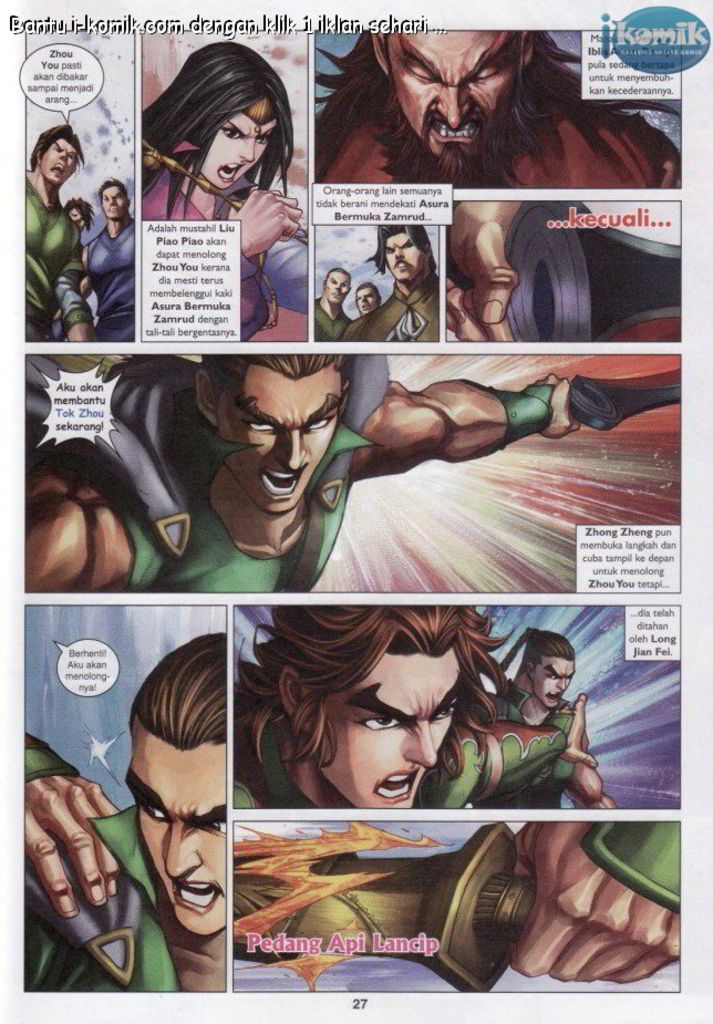 Bantu i-komik.com dengan klik 1 iklan sehari ...
ikomik
Zhou
You pasti
akan dibakar
sampai menjadi
arang...
Adalah mustahil Liu
Piao Piao akan
dapat menolong
Zhou You kerana
dia mesti terus
membelenggui kaki
Asura Bermuka
Zamrud dengan
tali-tali bergentasnya.
pula sedang bertapa
untuk menyembuh-
kan kecederaannya.
Orang-orang lain semuanya
tidak berani mendekati Asura
Bermuka Zamrud...
...kecuali...
Aku akan
membantu
Tok Zhou
sekarang!
Zhong Zheng pun
membuka langkah dan
cuba tampil ke depan
untuk menolong
Zhou You tetapi...
Berhenti!
Aku akan
menolong-
nya!
...dia telah
ditahan
oleh Long
Jian Fei.
Pedang Api Lancip
27